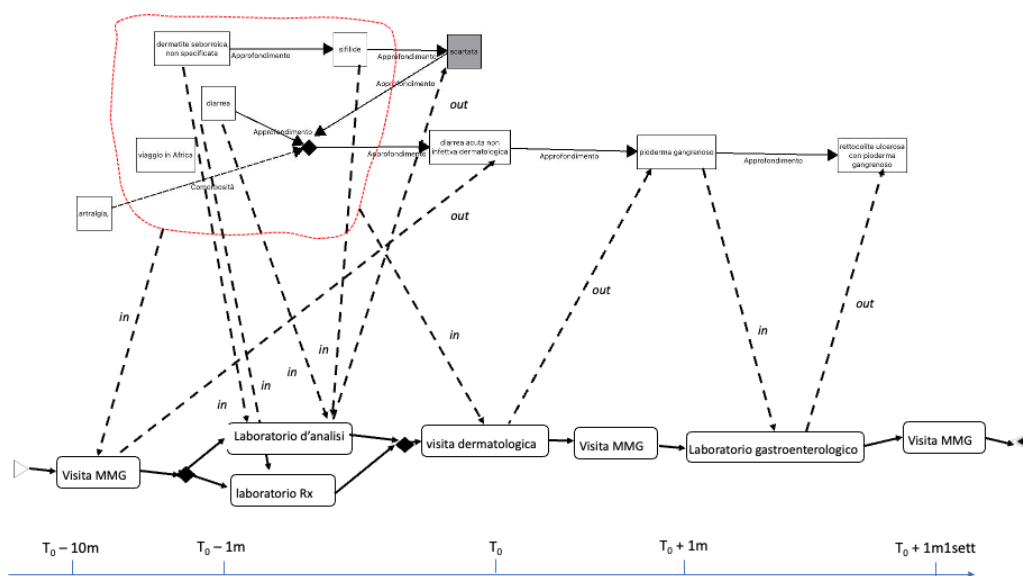 dermatite seborroica,
non specificata
Approfondimento
sifilide
Approfondimento
scartata
Approfondimento
out
diarrea
Approfondimento
viaggio in Africa
Approfondimento
diarrea acuta non
infettiva dermatologica
Approfondimento
pioderma gangrenoso
Approfondimento
rettocolite ulcerosa
con pioderma
gangrenoso
Comorbosità
artralgia,
out
out
out
in
in
in
in
in
in
in
Visita MMG
Laboratorio d'analisi
laboratorio Rx
visita dermatologica
Visita MMG
Laboratorio gastroenterologico
Visita MMG
T0 – 10m
T0 – 1m
T0
T0 + 1m
T0 + 1m1sett